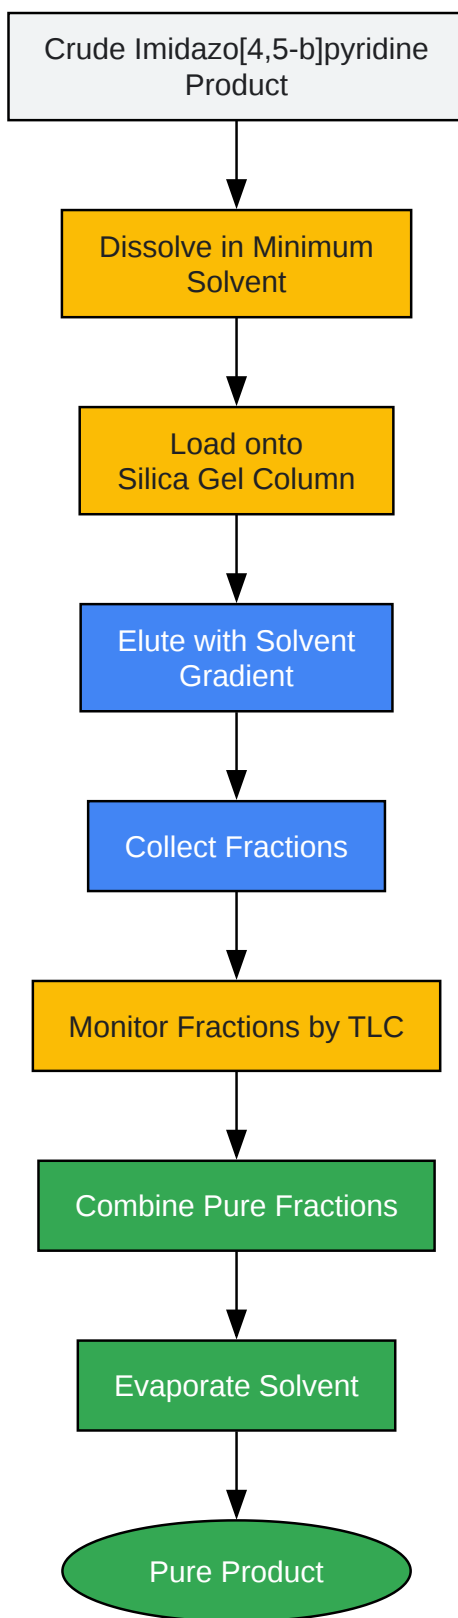 Crude Imidazo[4,5-b]pyridine
Product
Dissolve in Minimum
Solvent
Load onto
Silica Gel Column
Elute with Solvent
Gradient
Collect Fractions
Monitor Fractions by TLC
Combine Pure Fractions
Evaporate Solvent
Pure Product